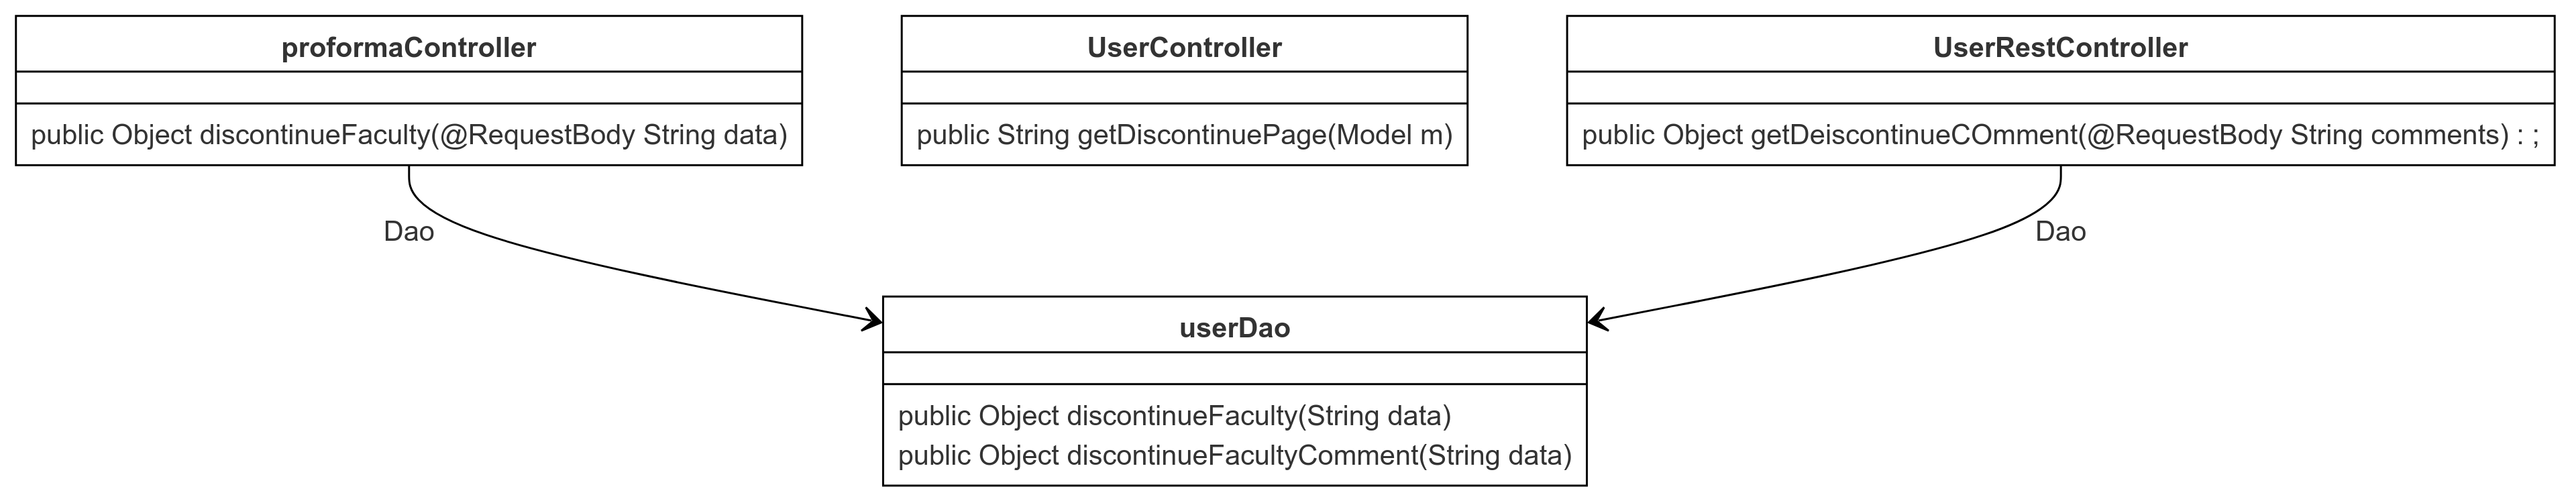 proformaController
public Object discontinueFaculty(@RequestBody String data)
UserController
public String getDiscontinuePage(Model m)
UserRestController
public Object getDeiscontinueCOmment(@RequestBody String comments) : ;
Dao
Dao
userDao
public Object discontinueFaculty(String data)
public Object discontinueFacultyComment(String data)